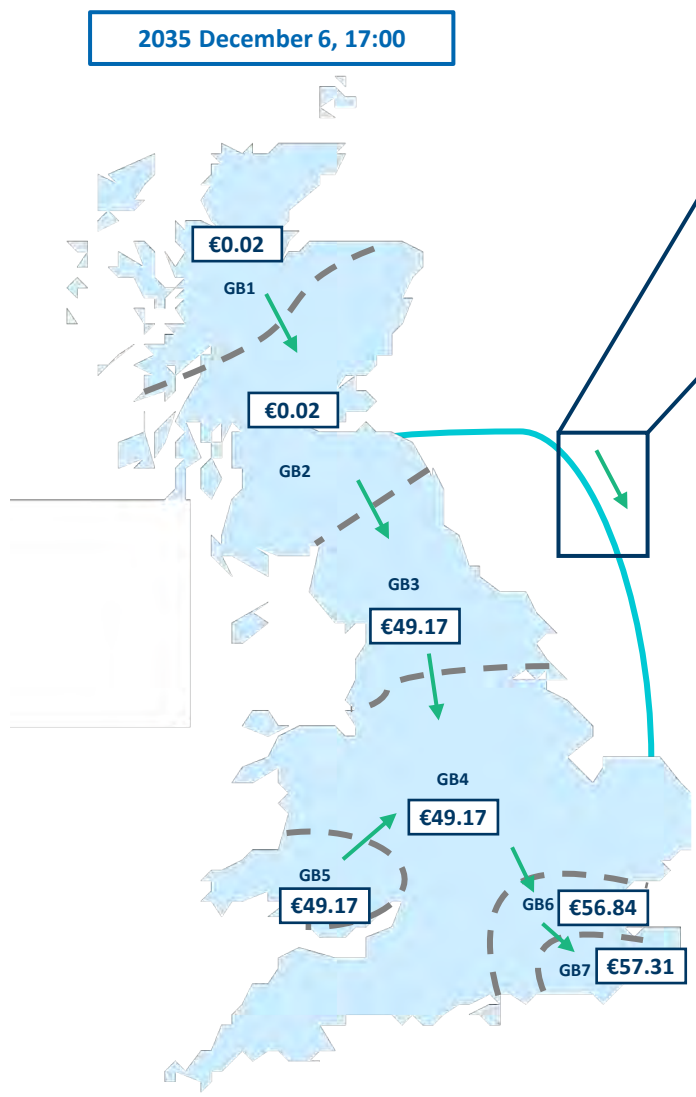 2035 December 6, 17:00
€0.02
GB1
€0.02
GB2
GB3
€49.17
GB4
€49.17
GB5
€49.17
GB6
€56.84
GB7
€57.31